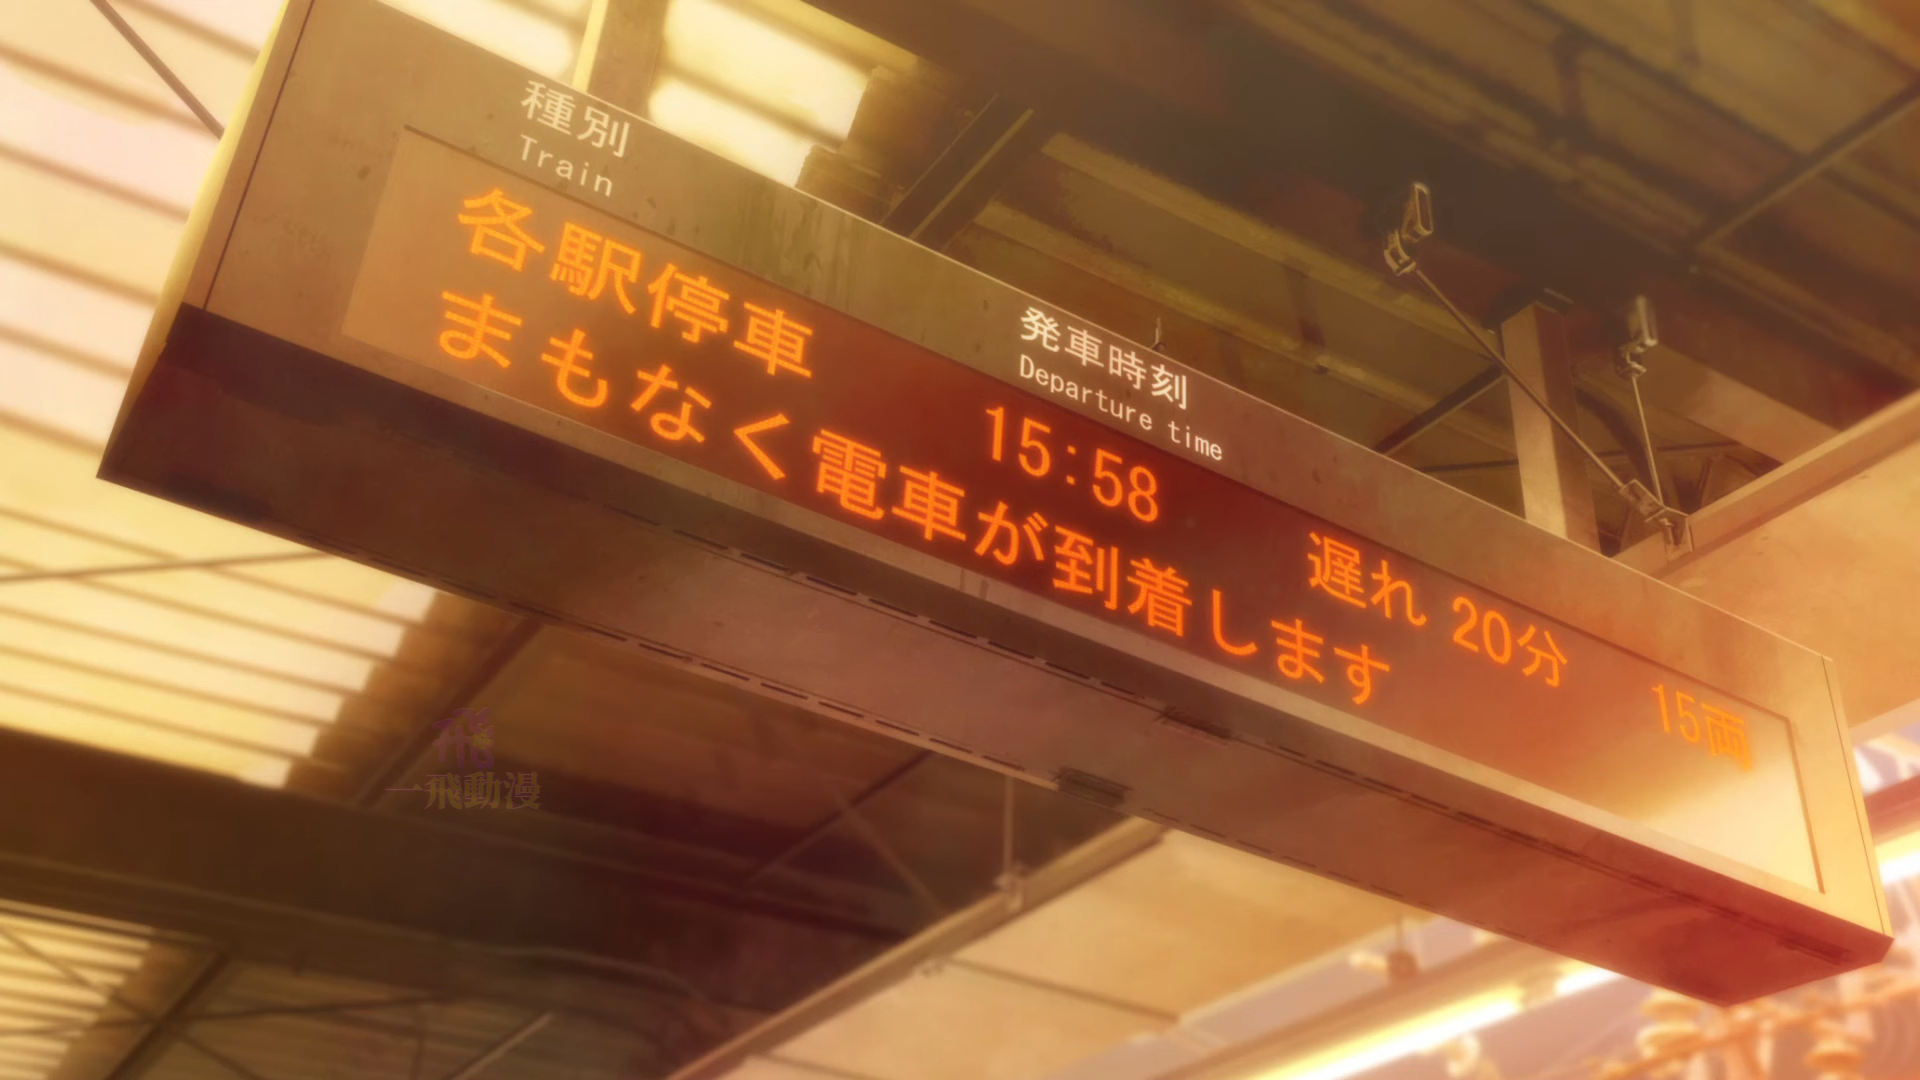 種別
Train
発車時刻
Departure time
各駅停車 15:58 遅れ 20分 15両
まもなく電車が到着します
飛
一飛動漫